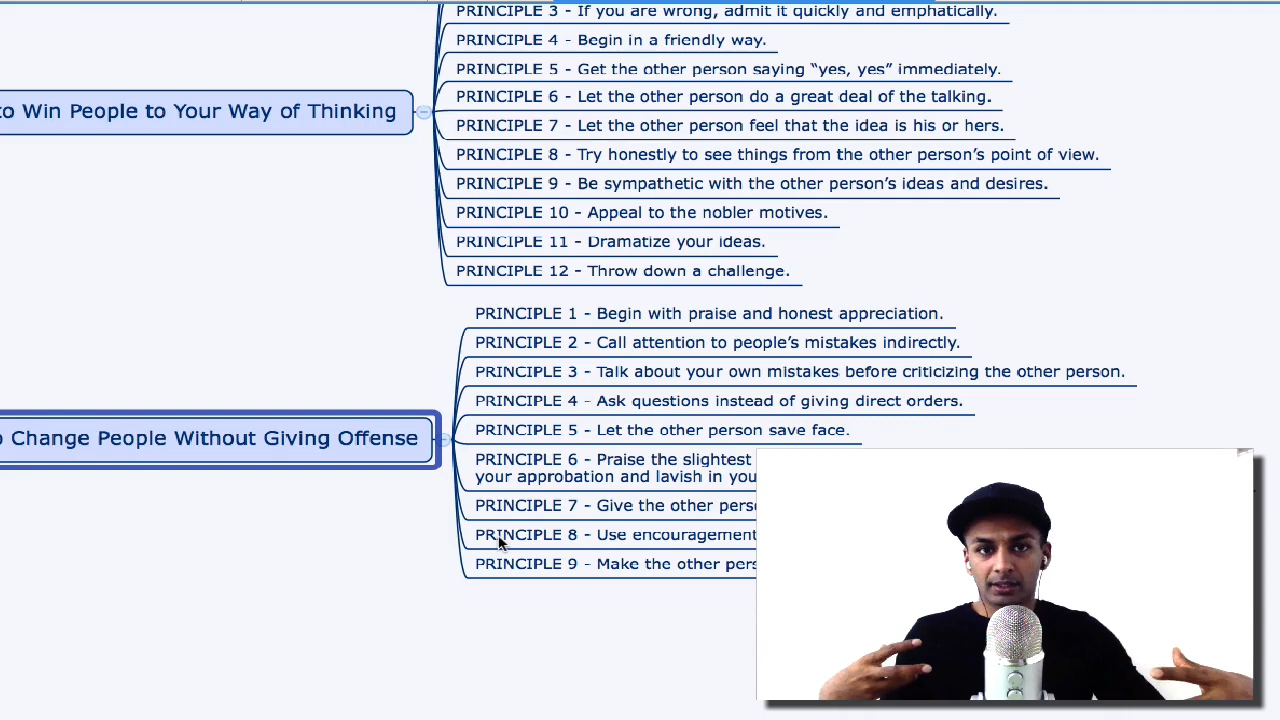 PRINCIPLE 3 - If you are wrong, admit it quickly and emphatically.
PRINCIPLE 4 - Begin in a friendly way.
PRINCIPLE 5 - Get the other person saying “yes, yes” immediately.
PRINCIPLE 6 - Let the other person do a great deal of the talking.
to Win People to Your Way of Thinking
PRINCIPLE 7 - Let the other person feel that the idea is his or hers.
PRINCIPLE 8 - Try honestly to see things from the other person’s point of view.
PRINCIPLE 9 - Be sympathetic with the other person’s ideas and desires.
PRINCIPLE 10 - Appeal to the nobler motives.
PRINCIPLE 11 - Dramatize your ideas.
PRINCIPLE 12 - Throw down a challenge.
PRINCIPLE 1 - Begin with praise and honest appreciation.
PRINCIPLE 2 - Call attention to people’s mistakes indirectly.
PRINCIPLE 3 - Talk about your own mistakes before criticizing the other person.
PRINCIPLE 4 - Ask questions instead of giving direct orders.
Change People Without Giving Offense
PRINCIPLE 5 - Let the other person save face.
PRINCIPLE 6 - Praise the slightest
your approbation and lavish in you
PRINCIPLE 7 - Give the other pers
PRINCIPLE 8 - Use encouragement
PRINCIPLE 9 - Make the other pers